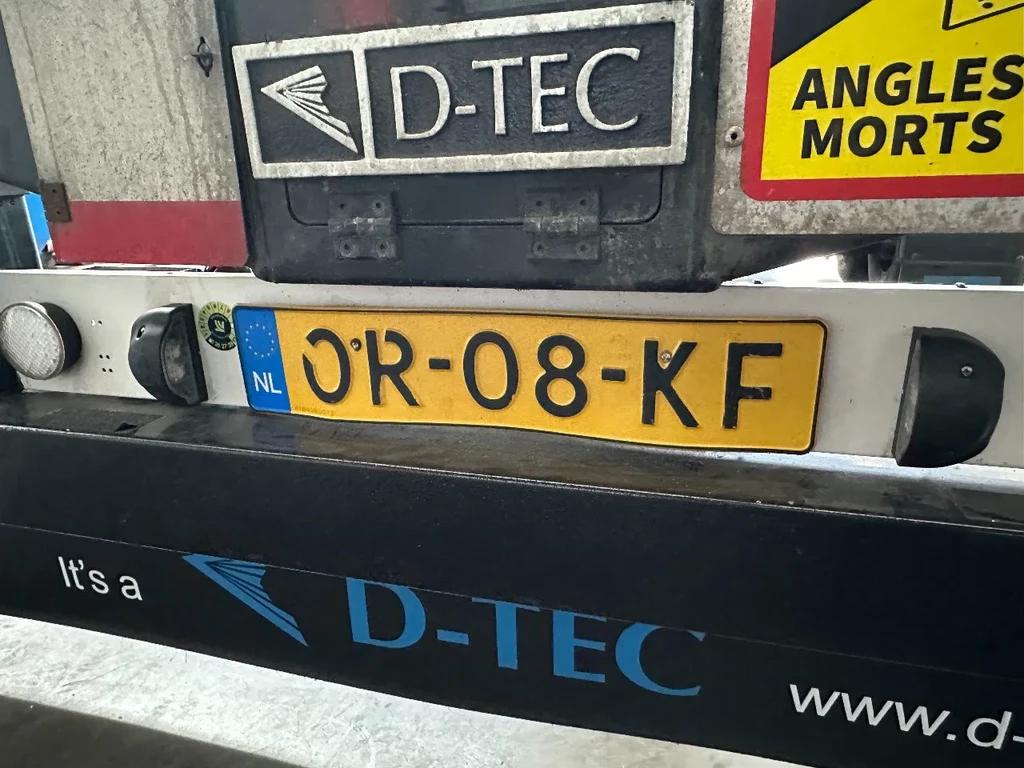 D-TEC
ANGLES
MORTS
NL
OR-08-KF
It's a D-TEC
www.d-